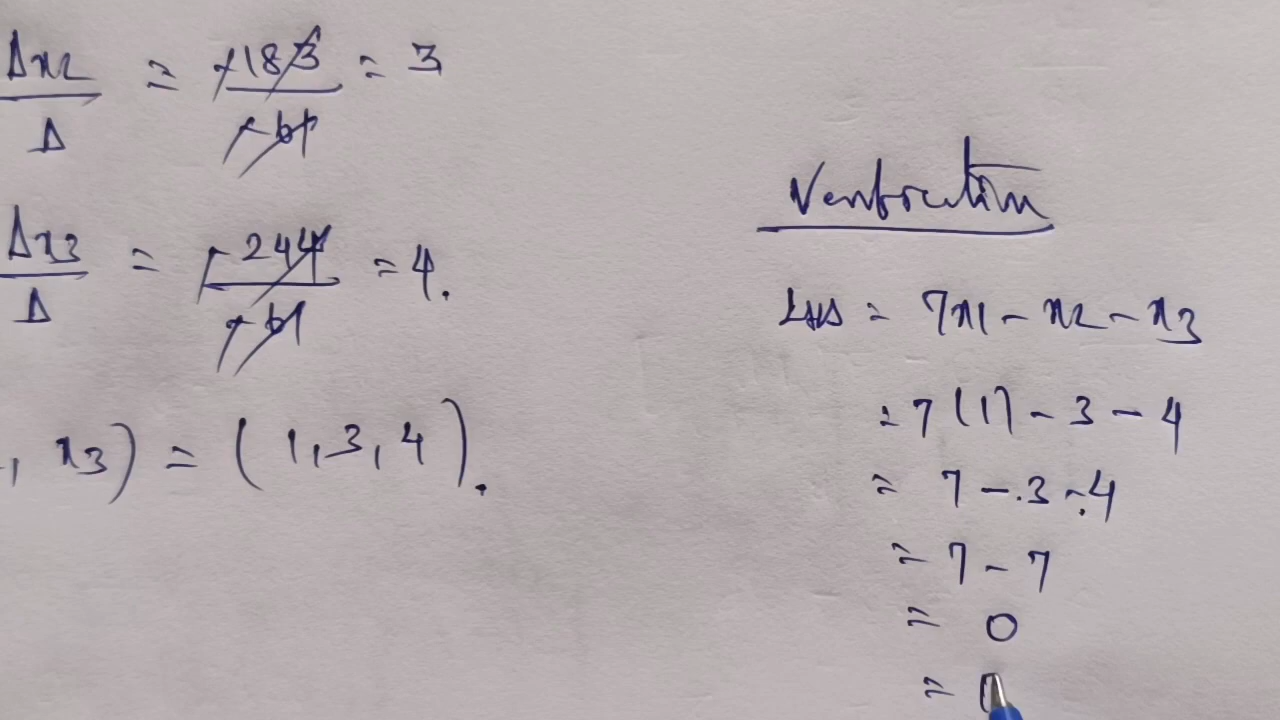 Δx2/Δ = -183/-61 = 3
Δx3/Δ = -244/-61 = 4.
, x3) = (1,3,4).
Verification
LHS = 7x1 - x2 - x3
= 7(1) - 3 - 4
= 7 - 3 - 4
= 7 - 7
= 0
=